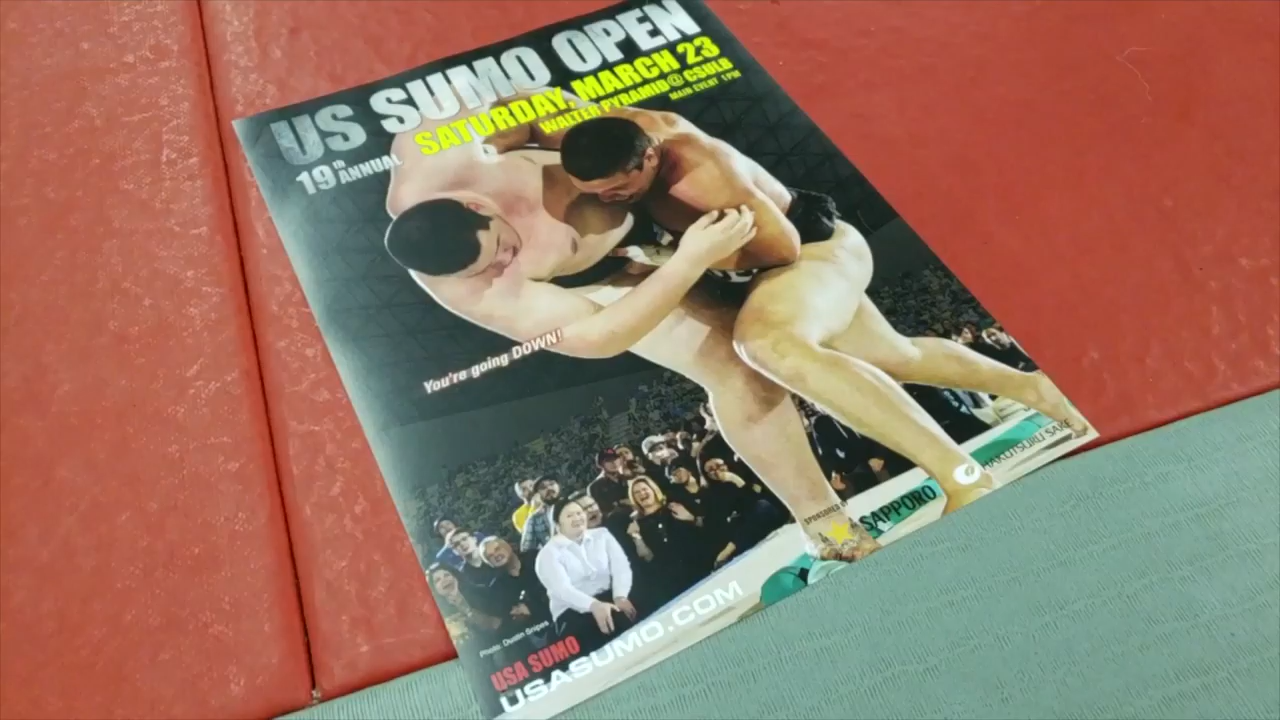 US SUMO OPEN
SATURDAY, MARCH 23
WALTER PYRAMID@ CSULB
MAIN EVENT 1PM
19th ANNUAL
You're going DOWN!
SPONSORED BY
SAPPORO
HAKUTSURU SAKE
Photo: Dustin Snipes
USA SUMO
USASUMO.COM